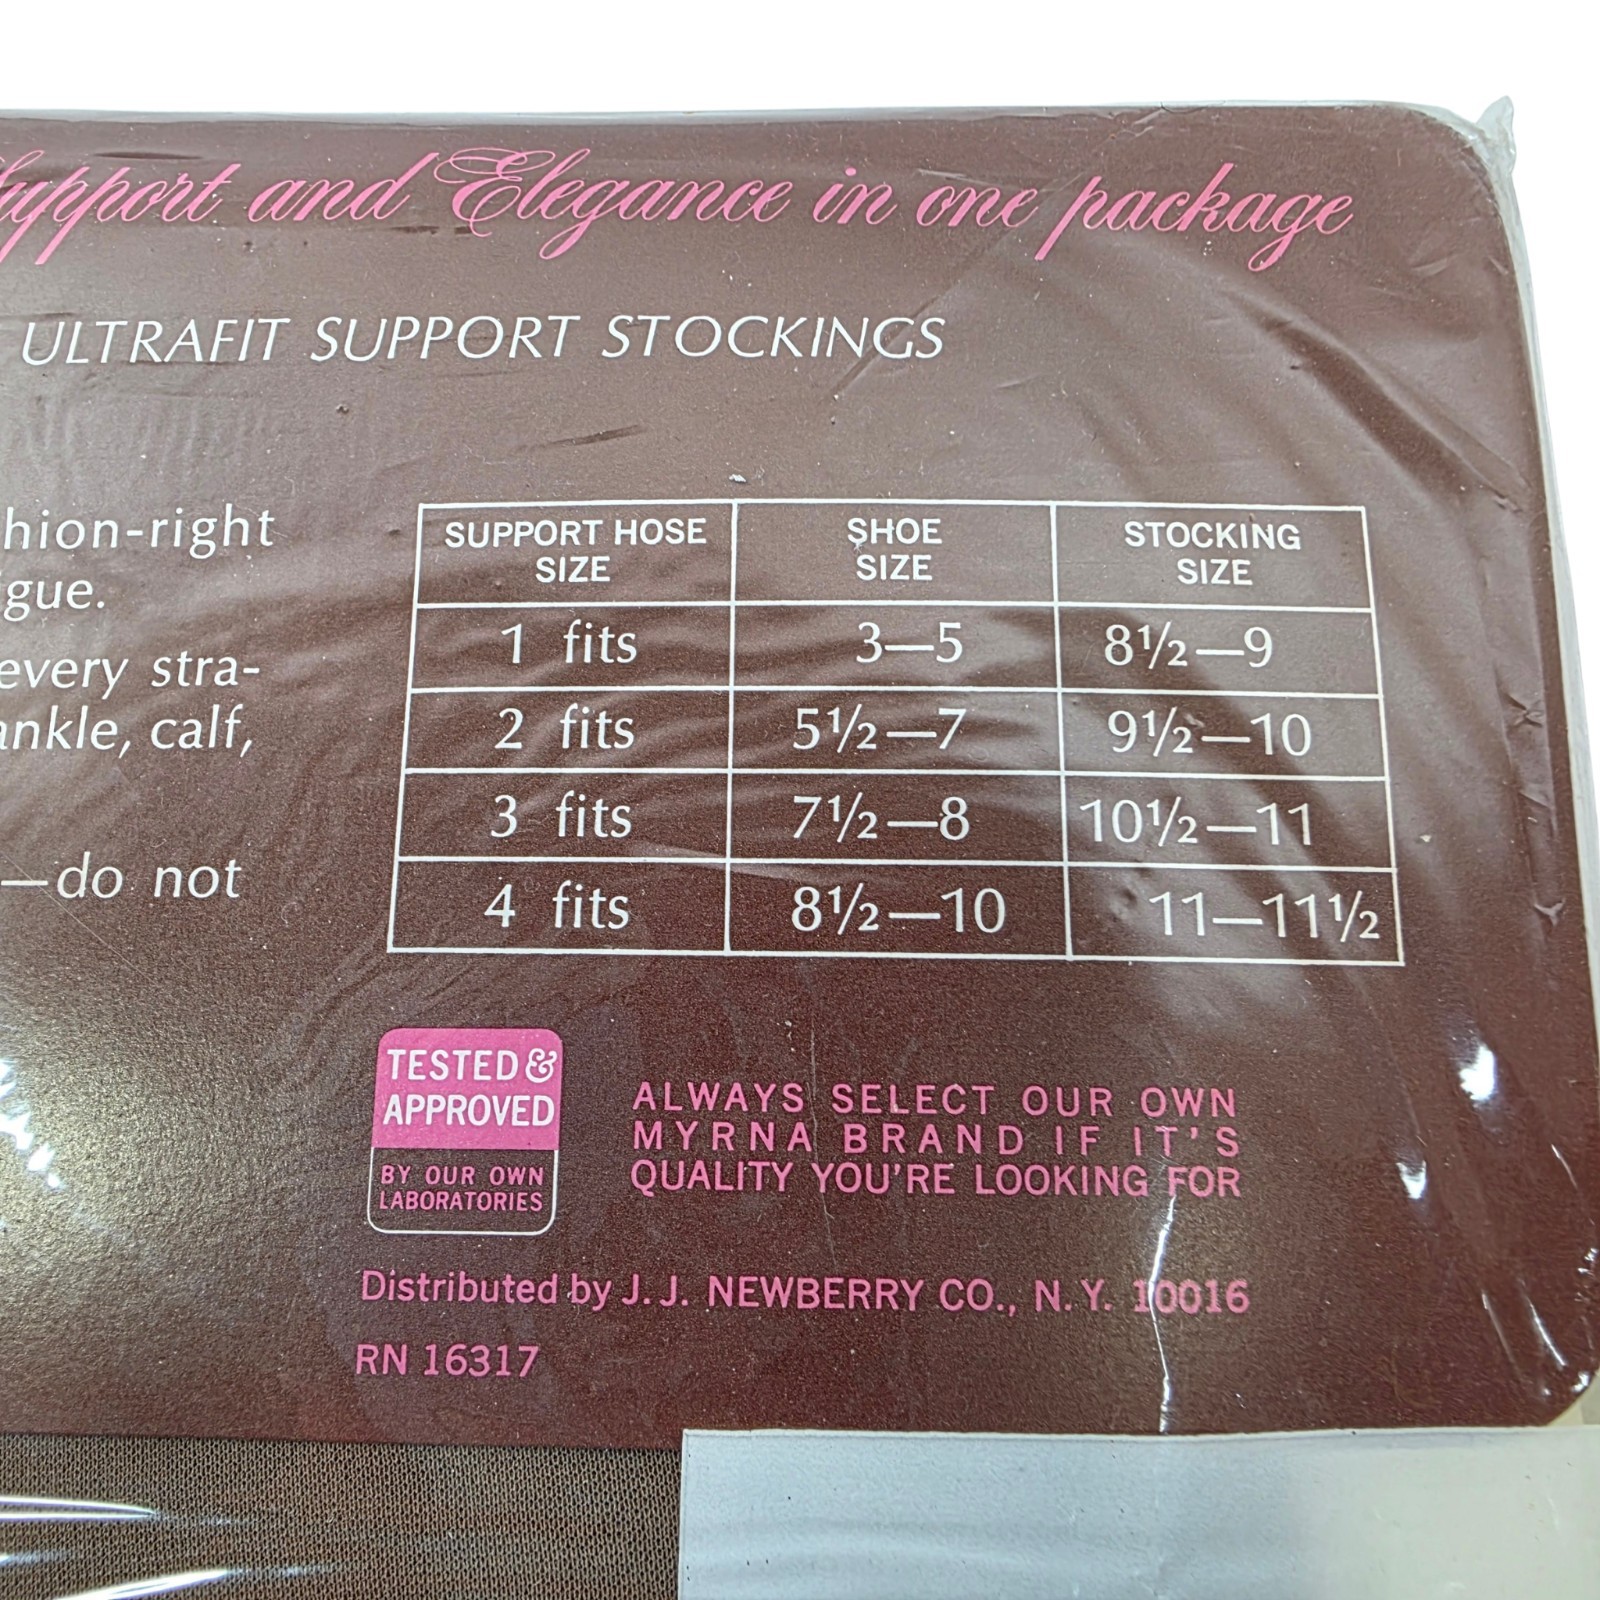 Support and Elegance in one package
ULTRAFIT SUPPORT STOCKINGS
hion-right
igue.
every stra-
ankle, calf,
—do not
SUPPORT HOSE SIZE SHOE SIZE STOCKING SIZE
1 fits 3—5 8½—9
2 fits 5½—7 9½—10
3 fits 7½—8 10½—11
4 fits 8½—10 11—11½
TESTED &
APPROVED
BY OUR OWN
LABORATORIES
ALWAYS SELECT OUR OWN
MYRNA BRAND IF IT'S
QUALITY YOU'RE LOOKING FOR
Distributed by J. J. NEWBERRY CO., N. Y. 10016
RN 16317